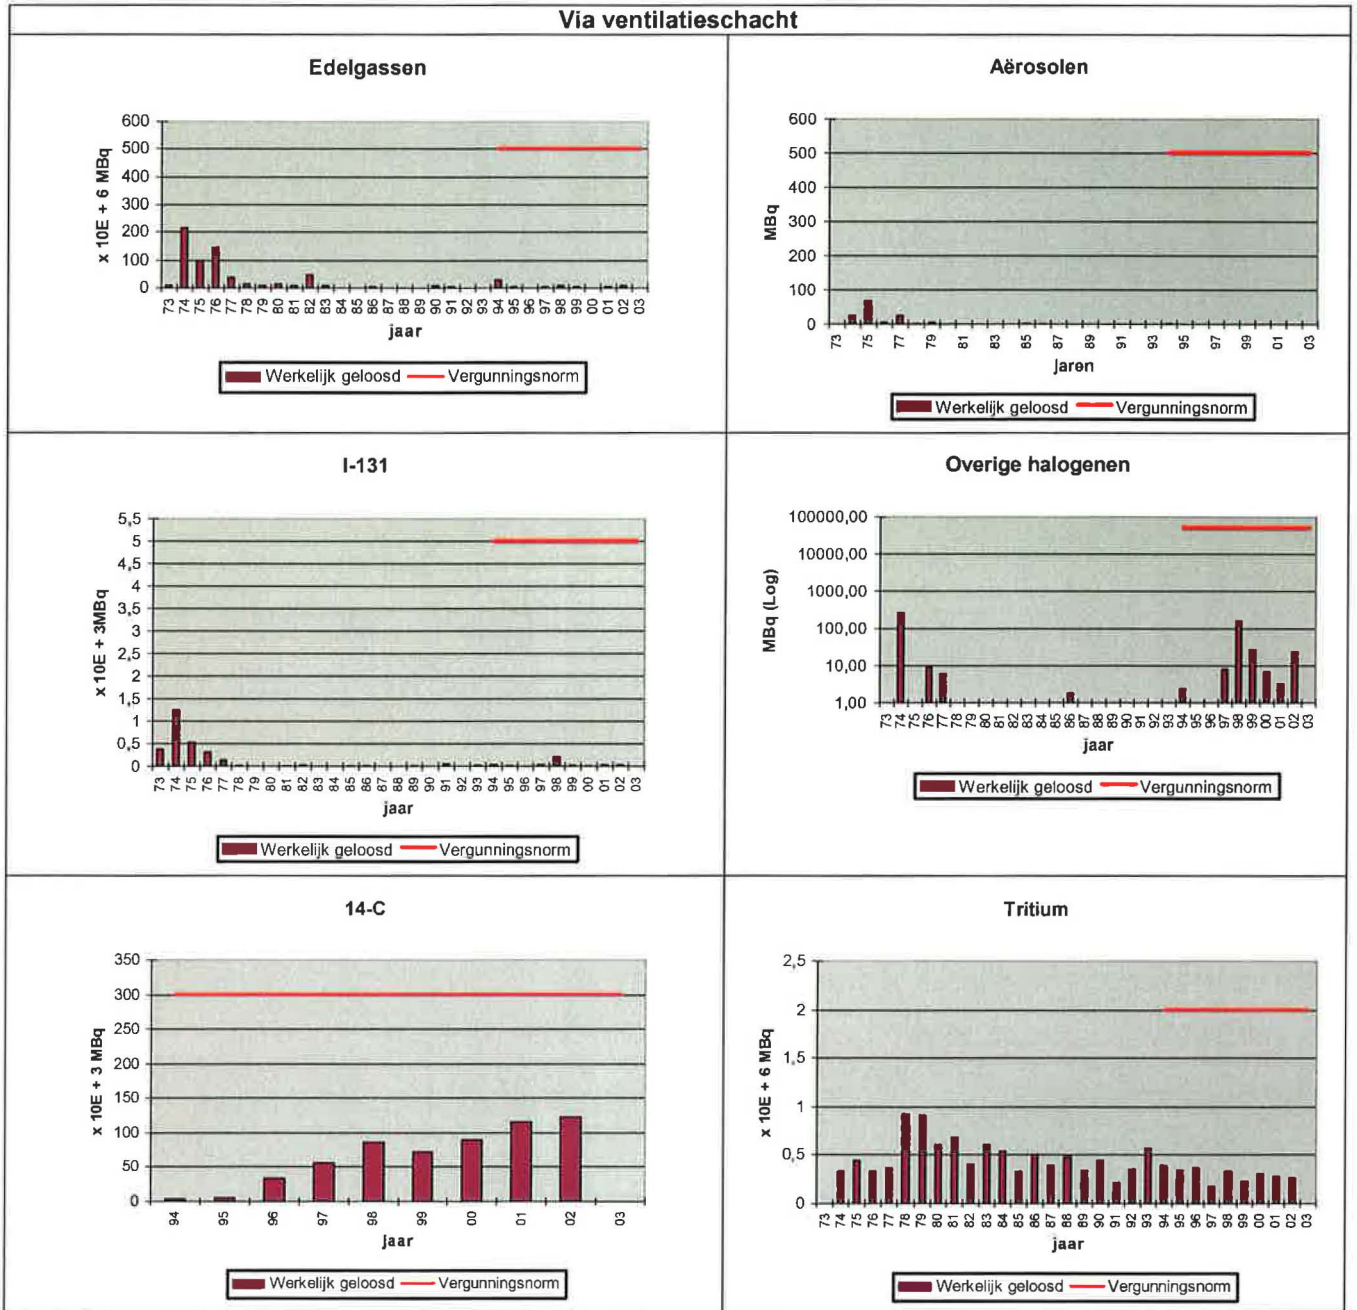 Via ventilatieschacht
Edelgassen
x 10E + 6 MBq
600
500
400
300
200
100
0
73 74 75 76 77 78 79 80 81 82 83 84 85 86 87 88 89 90 91 92 93 94 95 96 97 98 99 00 01 02 03
jaar
Werkelijk geloosd Vergunningsnorm
Aërosolen
MBq
600
500
400
300
200
100
0
73 75 77 79 81 83 85 87 89 91 93 95 97 99 01 03
jaren
Werkelijk geloosd Vergunningsnorm
I-131
x 10E + 3MBq
5,5
5
4,5
4
3,5
3
2,5
2
1,5
1
0,5
0
73 74 75 76 77 78 79 80 81 82 83 84 85 86 87 88 89 90 91 92 93 94 95 96 97 98 99 00 01 02 03
jaar
Werkelijk geloosd Vergunningsnorm
Overige halogenen
MBq (Log)
100000,00
10000,00
1000,00
100,00
10,00
1,00
73 74 75 76 77 78 79 80 81 82 83 84 85 86 87 88 89 90 91 92 93 94 95 96 97 98 99 00 01 02 03
jaar
Werkelijk geloosd Vergunningsnorm
14-C
x 10E + 3 MBq
350
300
250
200
150
100
50
0
94 95 96 97 98 99 00 01 02 03
jaar
Werkelijk geloosd Vergunningsnorm
Tritium
x 10E + 6 MBq
2,5
2
1,5
1
0,5
0
73 74 75 76 77 78 79 80 81 82 83 84 85 86 87 88 89 90 91 92 93 94 95 96 97 98 99 00 01 02 03
jaar
Werkelijk geloosd Vergunningsnorm